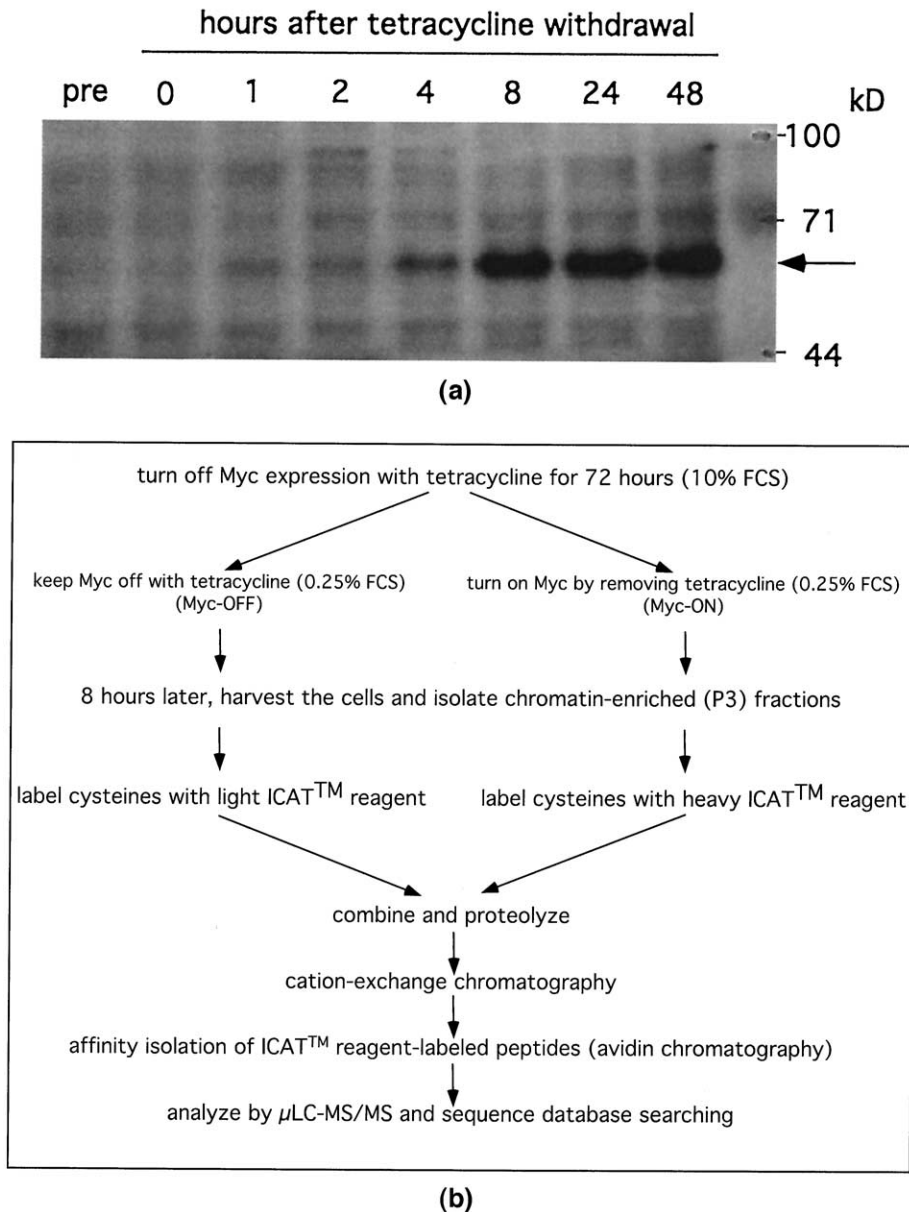 hours after tetracycline withdrawal
pre 0 1 2 4 8 24 48 kD
100
71
44
(a)
turn off Myc expression with tetracycline for 72 hours (10% FCS)
keep Myc off with tetracycline (0.25% FCS) turn on Myc by removing tetracycline (0.25% FCS)
(Myc-OFF) (Myc-ON)
8 hours later, harvest the cells and isolate chromatin-enriched (P3) fractions
label cysteines with light ICAT™ reagent label cysteines with heavy ICAT™ reagent
combine and proteolyze
cation-exchange chromatography
affinity isolation of ICAT™ reagent-labeled peptides (avidin chromatography)
analyze by µLC-MS/MS and sequence database searching
(b)